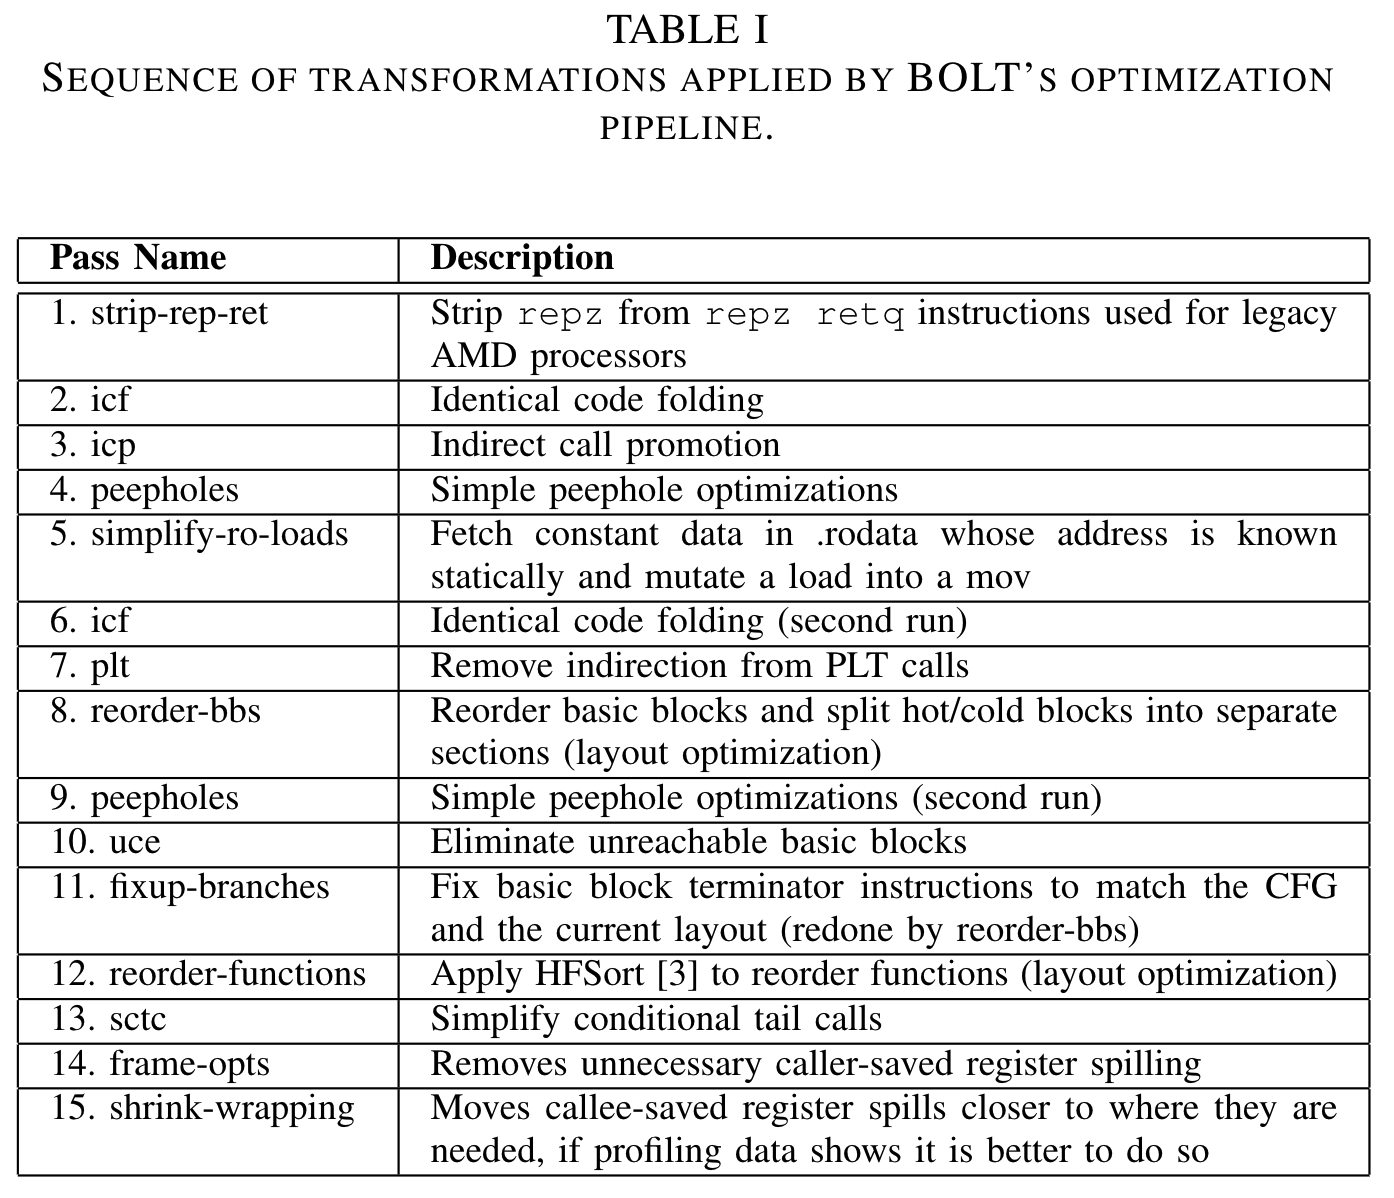 TABLE I
SEQUENCE OF TRANSFORMATIONS APPLIED BY BOLT'S OPTIMIZATION
PIPELINE.
Pass Name Description
1. strip-rep-ret Strip repz from repz retq instructions used for legacy
AMD processors
2. icf Identical code folding
3. icp Indirect call promotion
4. peepholes Simple peephole optimizations
5. simplify-ro-loads Fetch constant data in .rodata whose address is known
statically and mutate a load into a mov
6. icf Identical code folding (second run)
7. plt Remove indirection from PLT calls
8. reorder-bbs Reorder basic blocks and split hot/cold blocks into separate
sections (layout optimization)
9. peepholes Simple peephole optimizations (second run)
10. uce Eliminate unreachable basic blocks
11. fixup-branches Fix basic block terminator instructions to match the CFG
and the current layout (redone by reorder-bbs)
12. reorder-functions Apply HFSort [3] to reorder functions (layout optimization)
13. sctc Simplify conditional tail calls
14. frame-opts Removes unnecessary caller-saved register spilling
15. shrink-wrapping Moves callee-saved register spills closer to where they are
needed, if profiling data shows it is better to do so